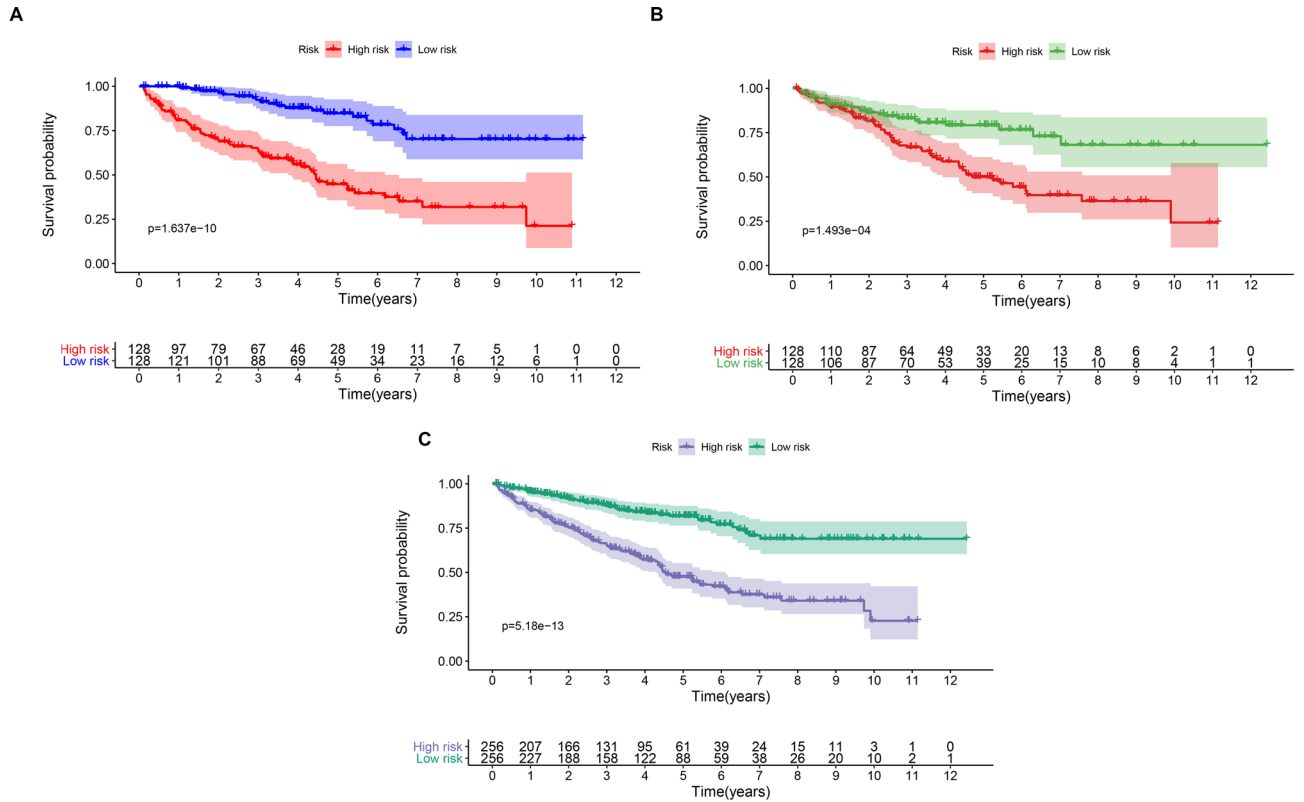 A
Risk High risk Low risk
Survival probability
1.00
0.75
0.50
0.25
0.00
p=1.637e−10
0 1 2 3 4 5 6 7 8 9 10 11 12
Time(years)
High risk 128 97 79 67 46 28 19 11 7 5 1 0 0
Low risk 128 121 101 88 69 49 34 23 16 12 6 1 0
0 1 2 3 4 5 6 7 8 9 10 11 12
Time(years)
B
Risk High risk Low risk
Survival probability
1.00
0.75
0.50
0.25
0.00
p=1.493e−04
0 1 2 3 4 5 6 7 8 9 10 11 12
Time(years)
High risk 128 110 87 64 49 33 20 13 8 6 2 1 0
Low risk 128 106 87 70 53 39 25 15 10 8 4 1 1
0 1 2 3 4 5 6 7 8 9 10 11 12
Time(years)
C
Risk High risk Low risk
Survival probability
1.00
0.75
0.50
0.25
0.00
p=5.18e−13
0 1 2 3 4 5 6 7 8 9 10 11 12
Time(years)
High risk 256 207 166 131 95 61 39 24 15 11 3 1 0
Low risk 256 227 188 158 122 88 59 38 26 20 10 2 1
0 1 2 3 4 5 6 7 8 9 10 11 12
Time(years)